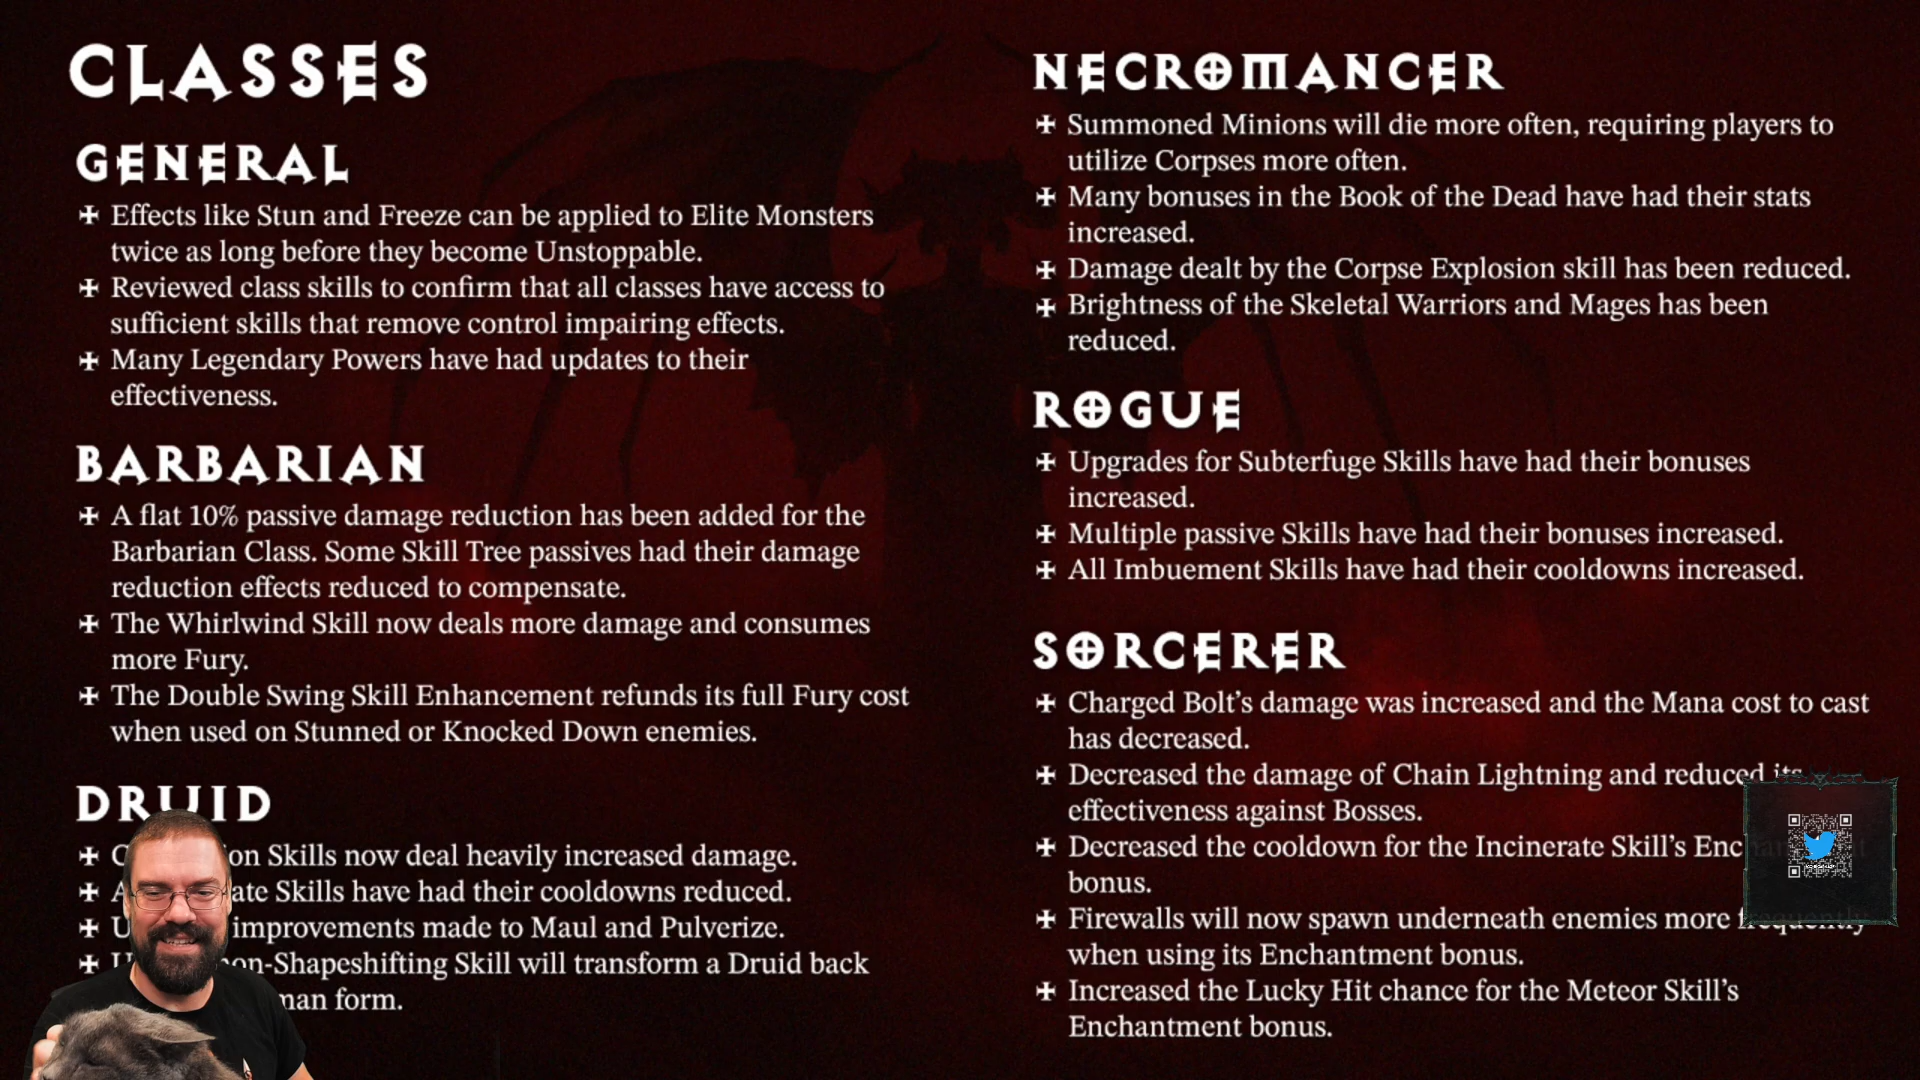 CLASSES
GENERAL
Effects like Stun and Freeze can be applied to Elite Monsters
twice as long before they become Unstoppable.
Reviewed class skills to confirm that all classes have access to
sufficient skills that remove control impairing effects.
Many Legendary Powers have had updates to their
effectiveness.
BARBARIAN
A flat 10% passive damage reduction has been added for the
Barbarian Class. Some Skill Tree passives had their damage
reduction effects reduced to compensate.
The Whirlwind Skill now deals more damage and consumes
more Fury.
The Double Swing Skill Enhancement refunds its full Fury cost
when used on Stunned or Knocked Down enemies.
DRUID
Skills now deal heavily increased damage.
Skills have had their cooldowns reduced.
improvements made to Maul and Pulverize.
Skill will transform a Druid back
form.
NECROMANCER
Summoned Minions will die more often, requiring players to
utilize Corpses more often.
Many bonuses in the Book of the Dead have had their stats
increased.
Damage dealt by the Corpse Explosion skill has been reduced.
Brightness of the Skeletal Warriors and Mages has been
reduced.
ROGUE
Upgrades for Subterfuge Skills have had their bonuses
increased.
Multiple passive Skills have had their bonuses increased.
All Imbuement Skills have had their cooldowns increased.
SORCERER
Charged Bolt's damage was increased and the Mana cost to cast
has decreased.
Decreased the damage of Chain Lightning and reduced its
effectiveness against Bosses.
Decreased the cooldown for the Incinerate Skill's
bonus.
Firewalls will now spawn underneath enemies more frequently
when using its Enchantment bonus.
Increased the Lucky Hit chance for the Meteor Skill's
Enchantment bonus.